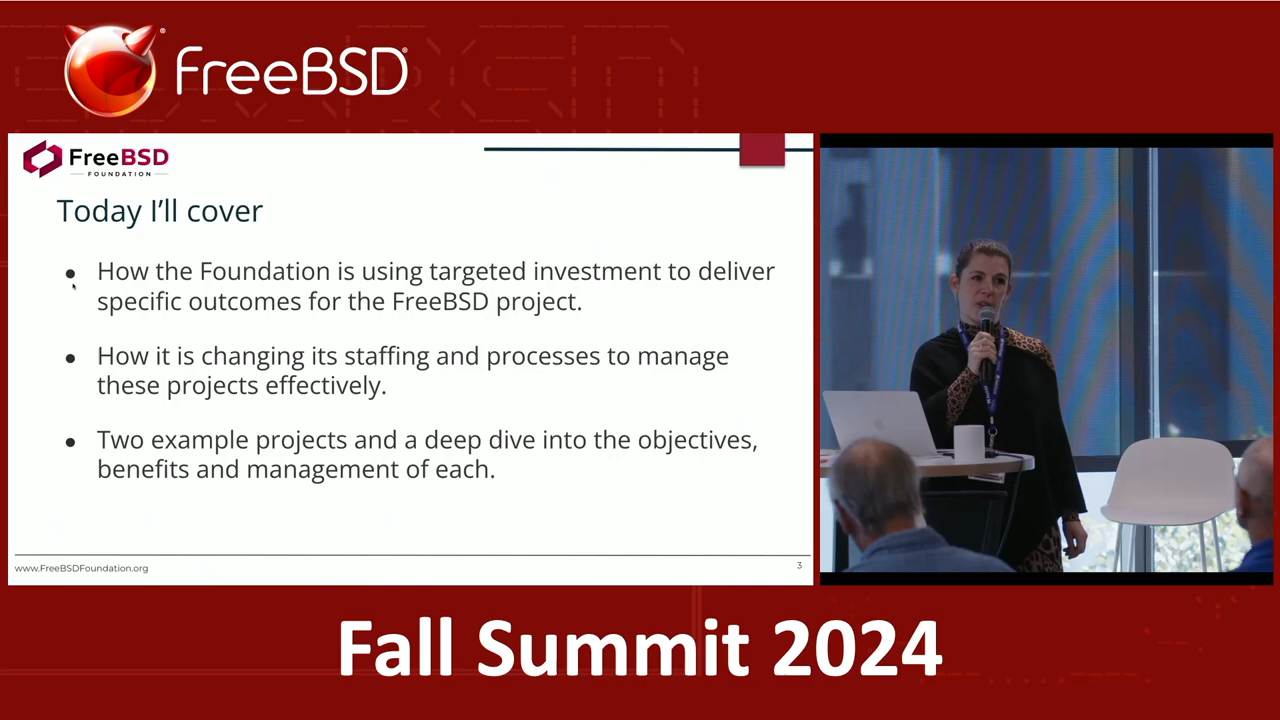 FreeBSD®
FreeBSD
FOUNDATION
Today I'll cover
● How the Foundation is using targeted investment to deliver
specific outcomes for the FreeBSD project.
● How it is changing its staffing and processes to manage
these projects effectively.
● Two example projects and a deep dive into the objectives,
benefits and management of each.
www.FreeBSDFoundation.org
3
Fall Summit 2024